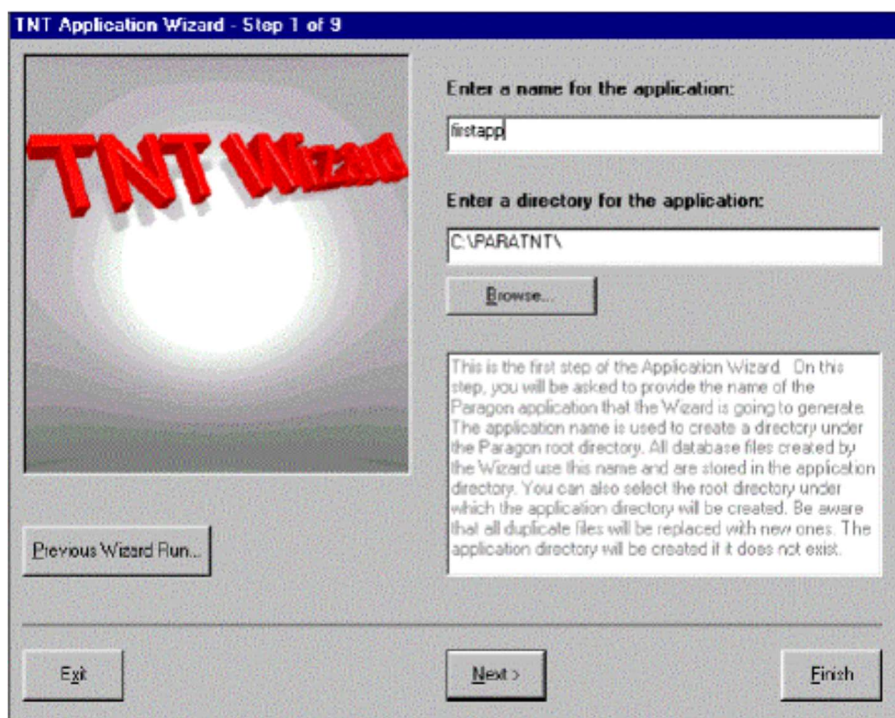 TNT Application Wizard - Step 1 of 9
TNT Wizard
Enter a name for the application:
firstapp
Enter a directory for the application:
C:\PARATNT\
Browse...
This is the first step of the Application Wizard. On this
step, you will be asked to provide the name of the
Paragon application that the Wizard is going to generate.
The application name is used to create a directory under
the Paragon root directory. All database files created by
the Wizard use this name and are stored in the application
directory. You can also select the root directory under
which the application directory will be created. Be aware
that all duplicate files will be replaced with new ones. The
application directory will be created if it does not exist.
Previous Wizard Run...
Exit
Next >
Finish